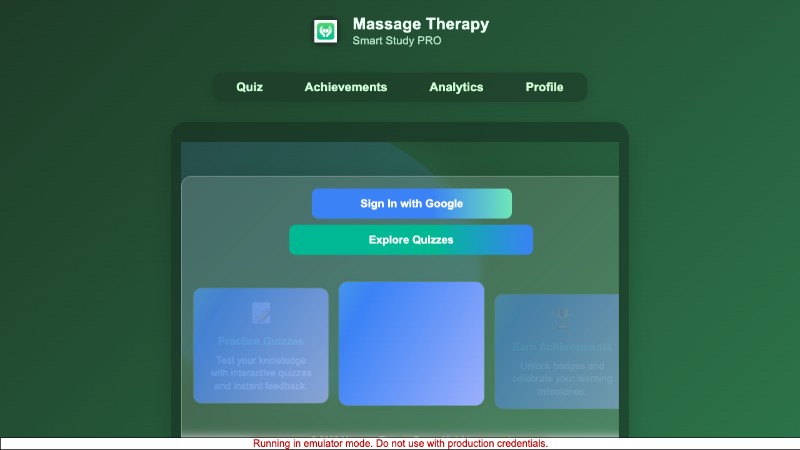 Massage Therapy
Smart Study PRO
Quiz Achievements Analytics Profile
Sign In with Google
Explore Quizzes
Practice Quizzes
Test your knowledge
with interactive quizzes
and instant feedback.
Earn Achievements
Unlock badges and
celebrate your learning
milestones.
Running in emulator mode. Do not use with production credentials.